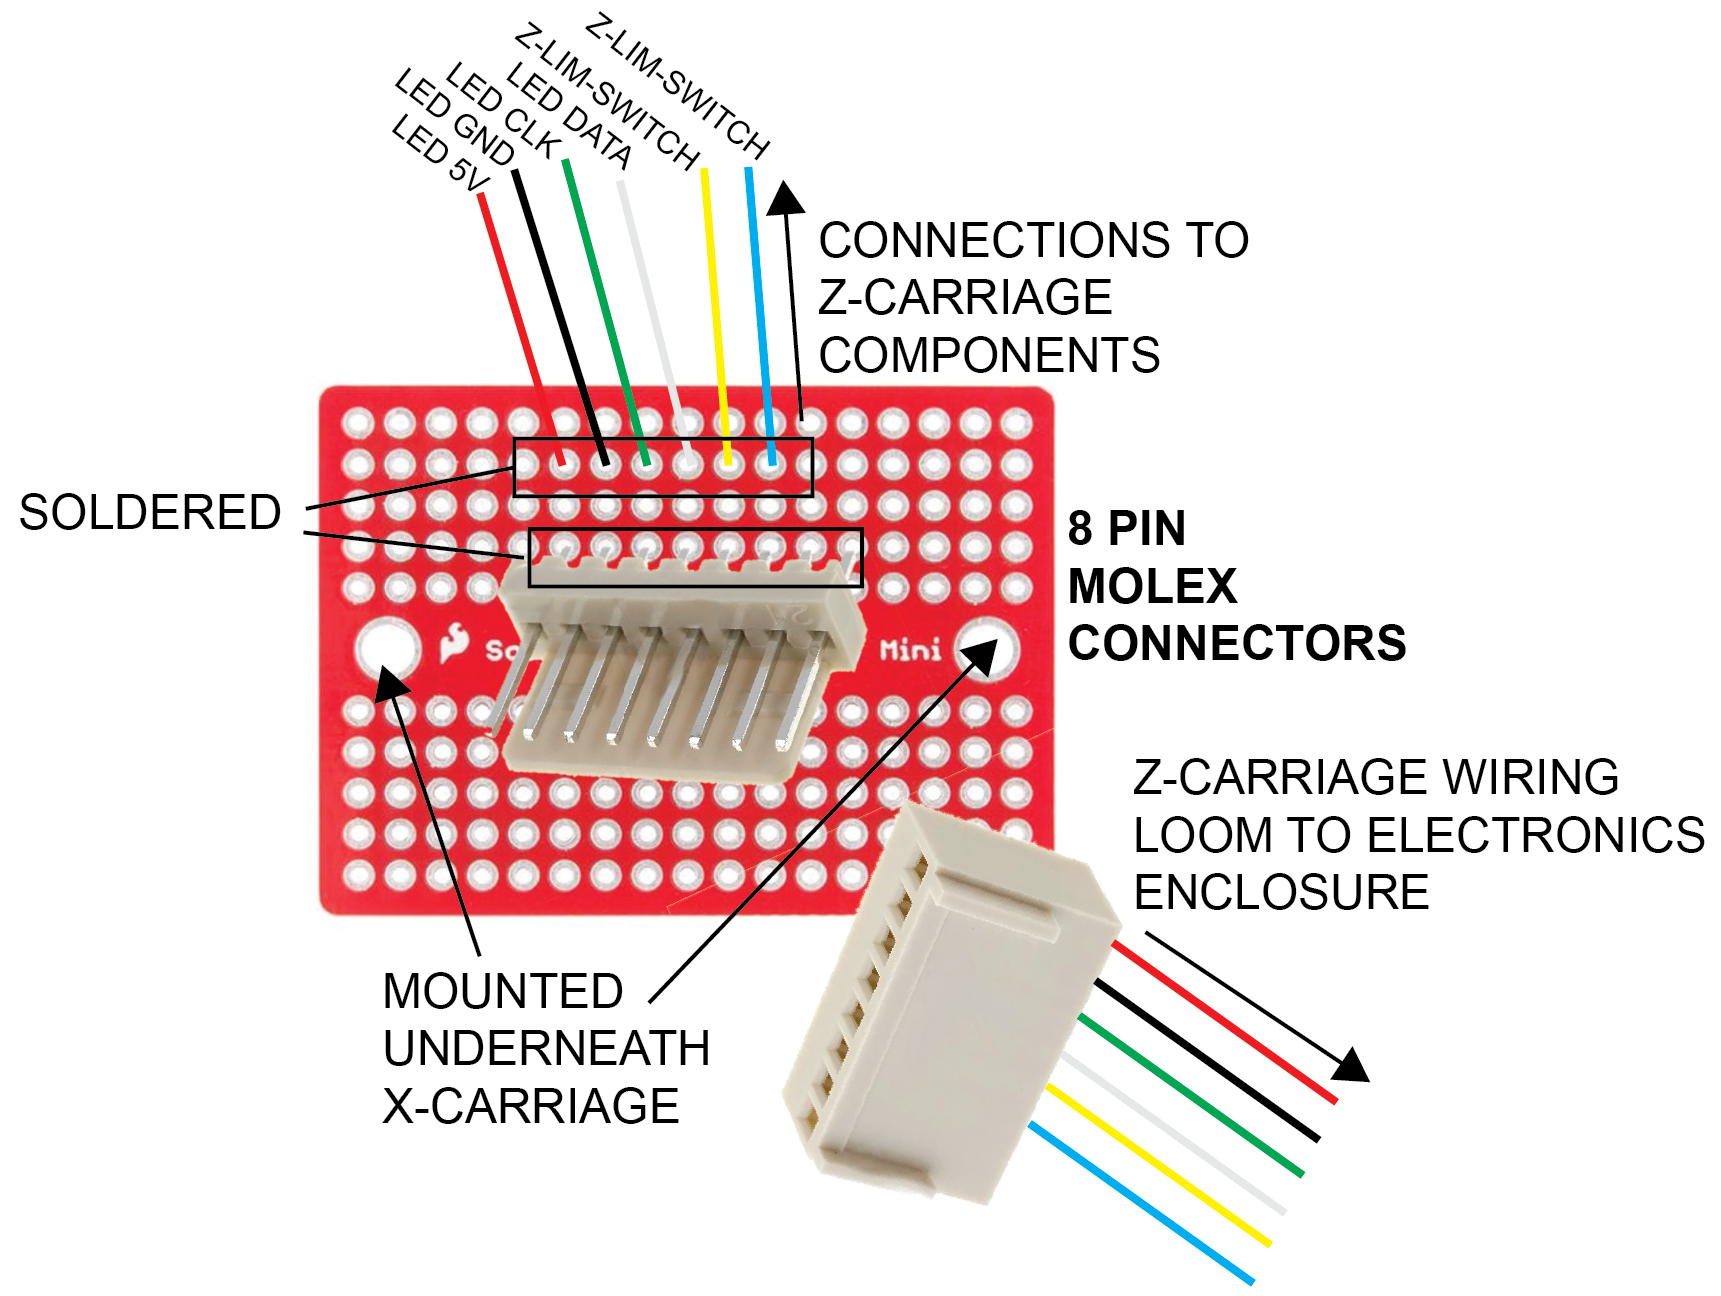 Z-LIM-SWITCH
Z-LIM-SWITCH
LED DATA
LED CLK
LED GND
LED 5V
CONNECTIONS TO
Z-CARRIAGE
COMPONENTS
SOLDERED
8 PIN
MOLEX
CONNECTORS
Mini
Z-CARRIAGE WIRING
LOOM TO ELECTRONICS
ENCLOSURE
MOUNTED
UNDERNEATH
X-CARRIAGE